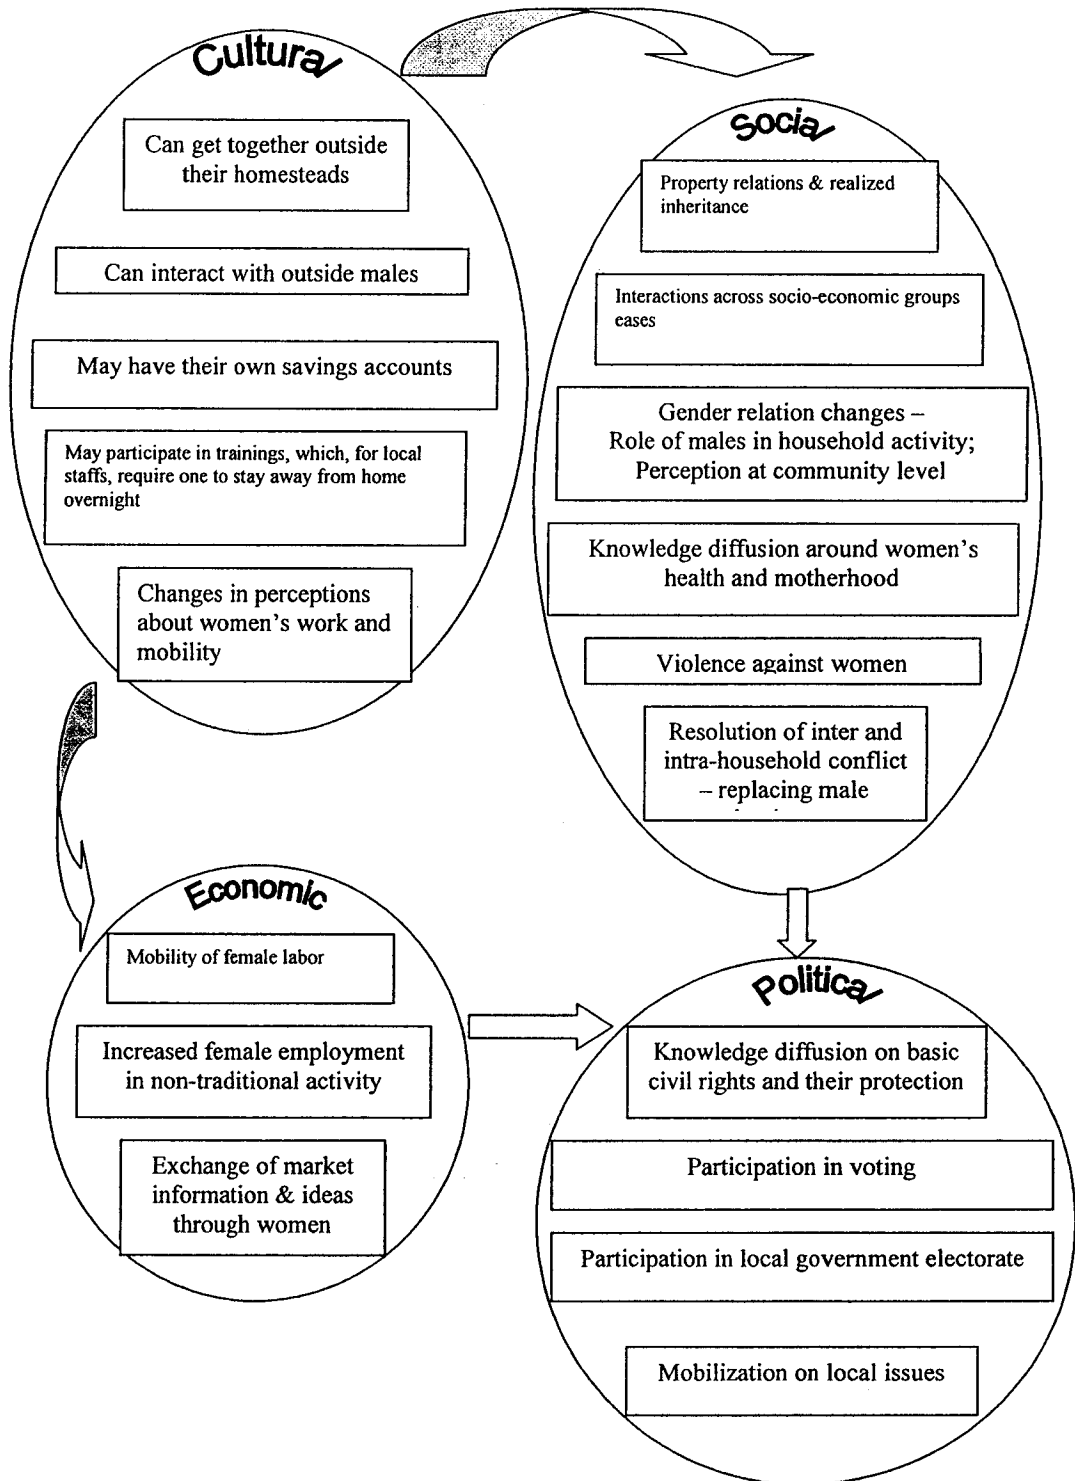 Cultural
Can get together outside
their homesteads
Can interact with outside males
May have their own savings accounts
May participate in trainings, which, for local
staffs, require one to stay away from home
overnight
Changes in perceptions
about women's work and
mobility
Social
Property relations & realized
inheritance
Interactions across socio-economic groups
eases
Gender relation changes –
Role of males in household activity;
Perception at community level
Knowledge diffusion around women's
health and motherhood
Violence against women
Resolution of inter and
intra-household conflict
– replacing male
Economic
Mobility of female labor
Increased female employment
in non-traditional activity
Exchange of market
information & ideas
through women
Political
Knowledge diffusion on basic
civil rights and their protection
Participation in voting
Participation in local government electorate
Mobilization on local issues